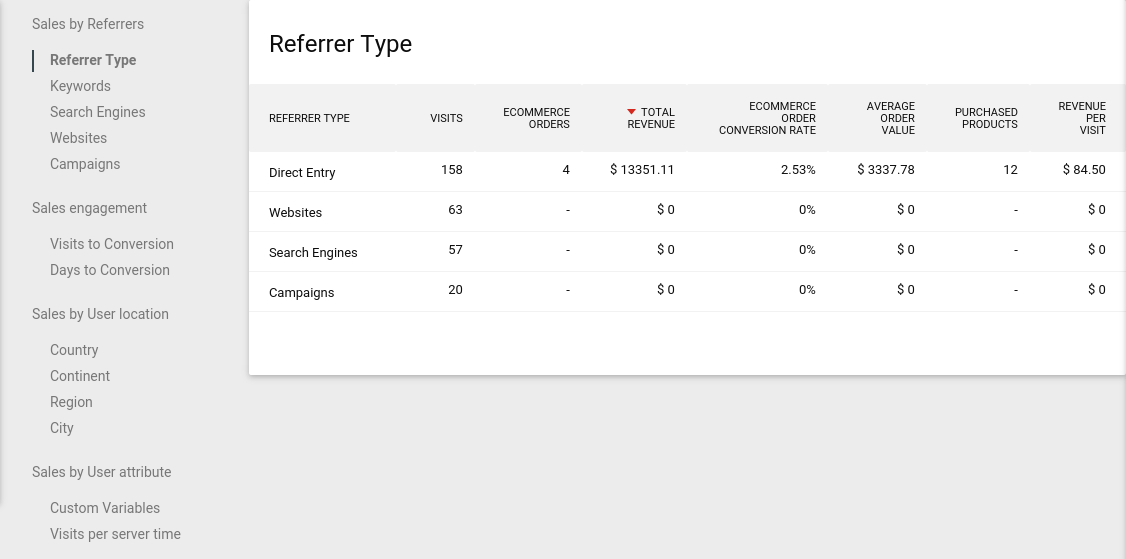 Sales by Referrers
Referrer Type
Keywords
Search Engines
Websites
Campaigns
Sales engagement
Visits to Conversion
Days to Conversion
Sales by User location
Country
Continent
Region
City
Sales by User attribute
Custom Variables
Visits per server time
Referrer Type
REFERRER TYPE VISITS ECOMMERCE ORDERS TOTAL REVENUE ECOMMERCE ORDER CONVERSION RATE AVERAGE ORDER VALUE PURCHASED PRODUCTS REVENUE PER VISIT
Direct Entry 158 4 $ 13351.11 2.53% $ 3337.78 12 $ 84.50
Websites 63 - $ 0 0% $ 0 - $ 0
Search Engines 57 - $ 0 0% $ 0 - $ 0
Campaigns 20 - $ 0 0% $ 0 - $ 0